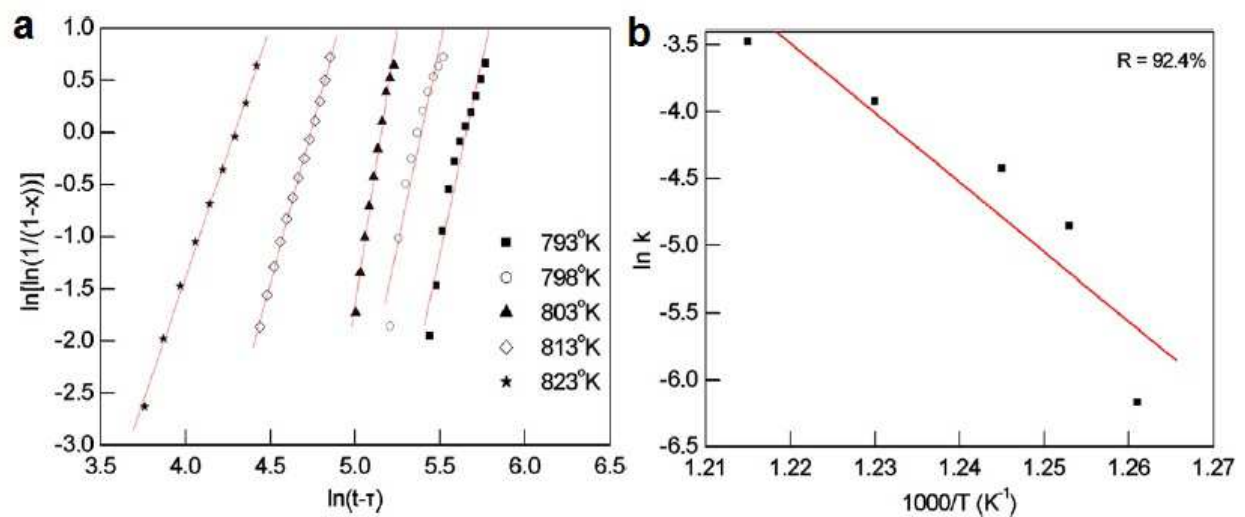 a
1.0
0.5
0.0
-0.5
-1.0
-1.5
-2.0
-2.5
-3.0
ln[ln(1/(1-x))]
793°K
798°K
803°K
813°K
823°K
3.5 4.0 4.5 5.0 5.5 6.0 6.5
ln(t-τ)
b
R = 92.4%
-3.5
-4.0
-4.5
-5.0
-5.5
-6.0
-6.5
ln k
1.21 1.22 1.23 1.24 1.25 1.26 1.27
1000/T (K⁻¹)